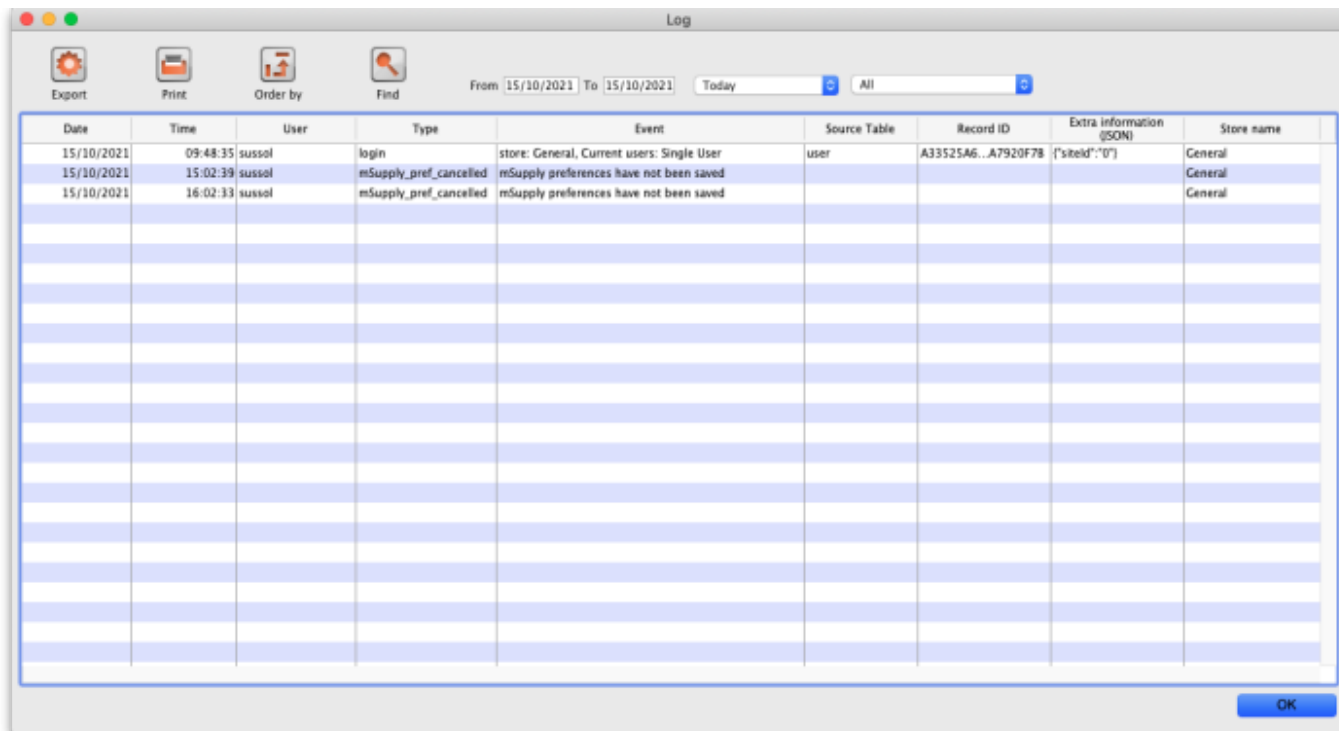 Log
Export Print Order by Find From 15/10/2021 To 15/10/2021 Today All
Date Time User Type Event Source Table Record ID Extra information (JSON) Store name
15/10/2021 09:48:35 sussol login store: General, Current users: Single User user A33525A6...A7920F7B {"siteId":"0"} General
15/10/2021 15:02:39 sussol mSupply_pref_cancelled mSupply preferences have not been saved General
15/10/2021 16:02:33 sussol mSupply_pref_cancelled mSupply preferences have not been saved General
OK